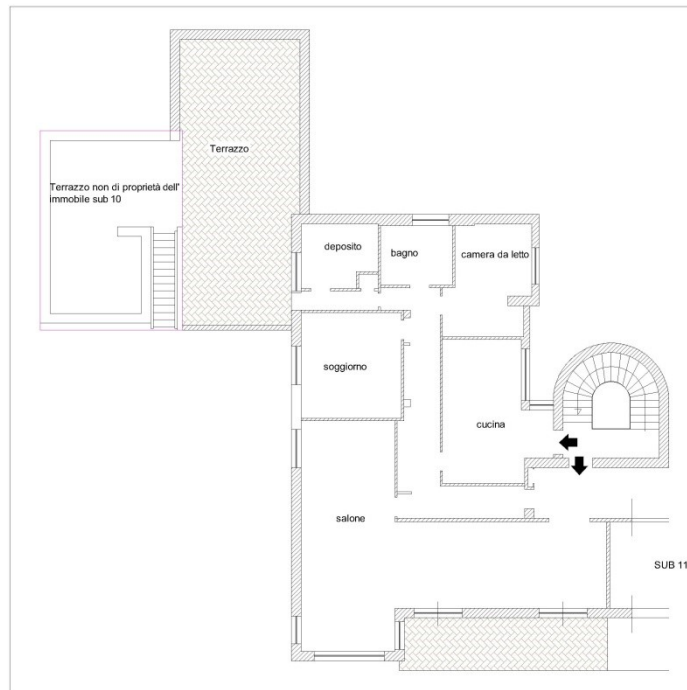 Terrazzo
Terrazzo non di proprietà dell'
immobile sub 10
deposito
bagno
camera da letto
soggiorno
cucina
salone
SUB 11